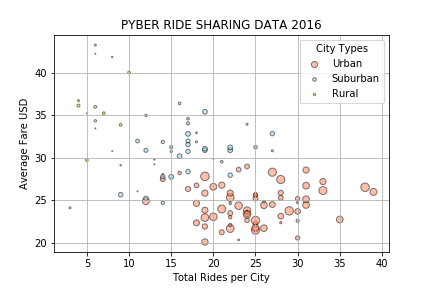 PYBER RIDE SHARING DATA 2016
City Types
Urban
Suburban
Rural
Average Fare USD
40
35
30
25
20
5
10
15
20
25
30
35
40
Total Rides per City